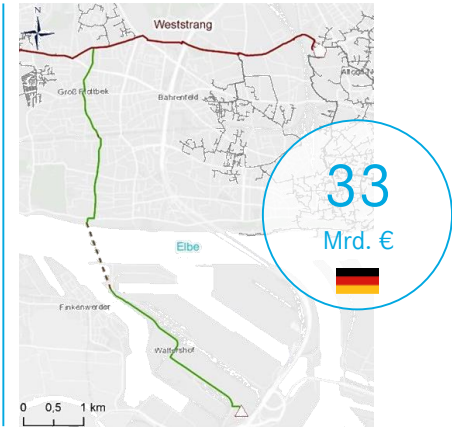 N
Weststrang
Groß Flottbek
Bahrenfeld
33
Mrd. €
Elbe
Finkenwerder
Waltershof
0 0,5 1 km